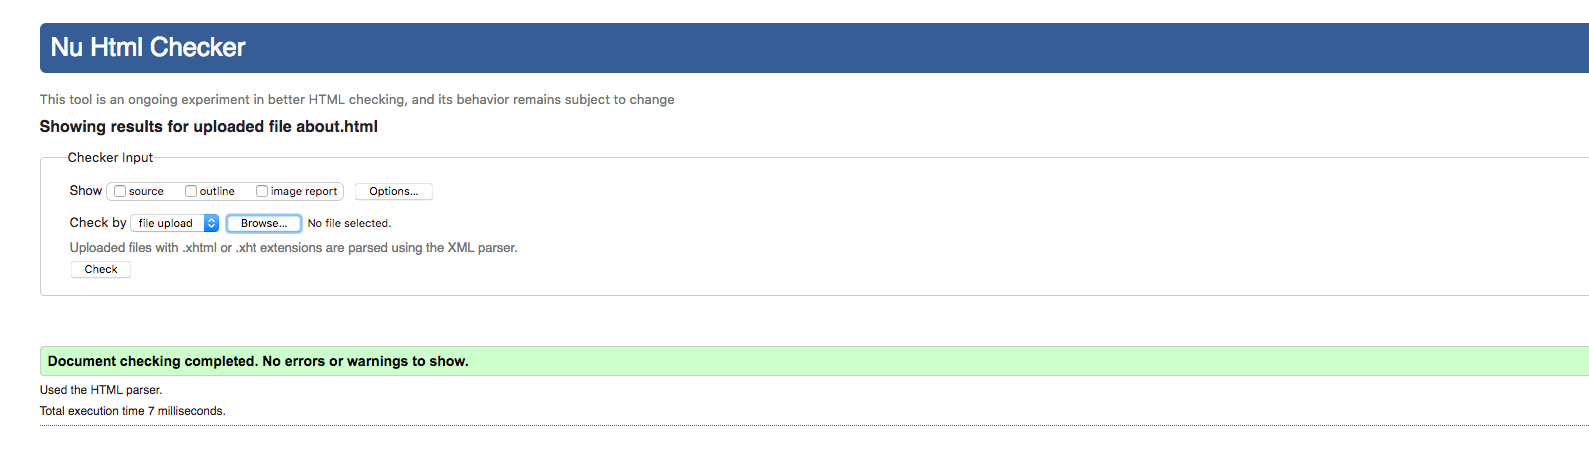 Nu Html Checker
This tool is an ongoing experiment in better HTML checking, and its behavior remains subject to change
Showing results for uploaded file about.html
Checker Input
Show source outline image report Options...
Check by file upload Browse... No file selected.
Uploaded files with .xhtml or .xht extensions are parsed using the XML parser.
Check
Document checking completed. No errors or warnings to show.
Used the HTML parser.
Total execution time 7 milliseconds.